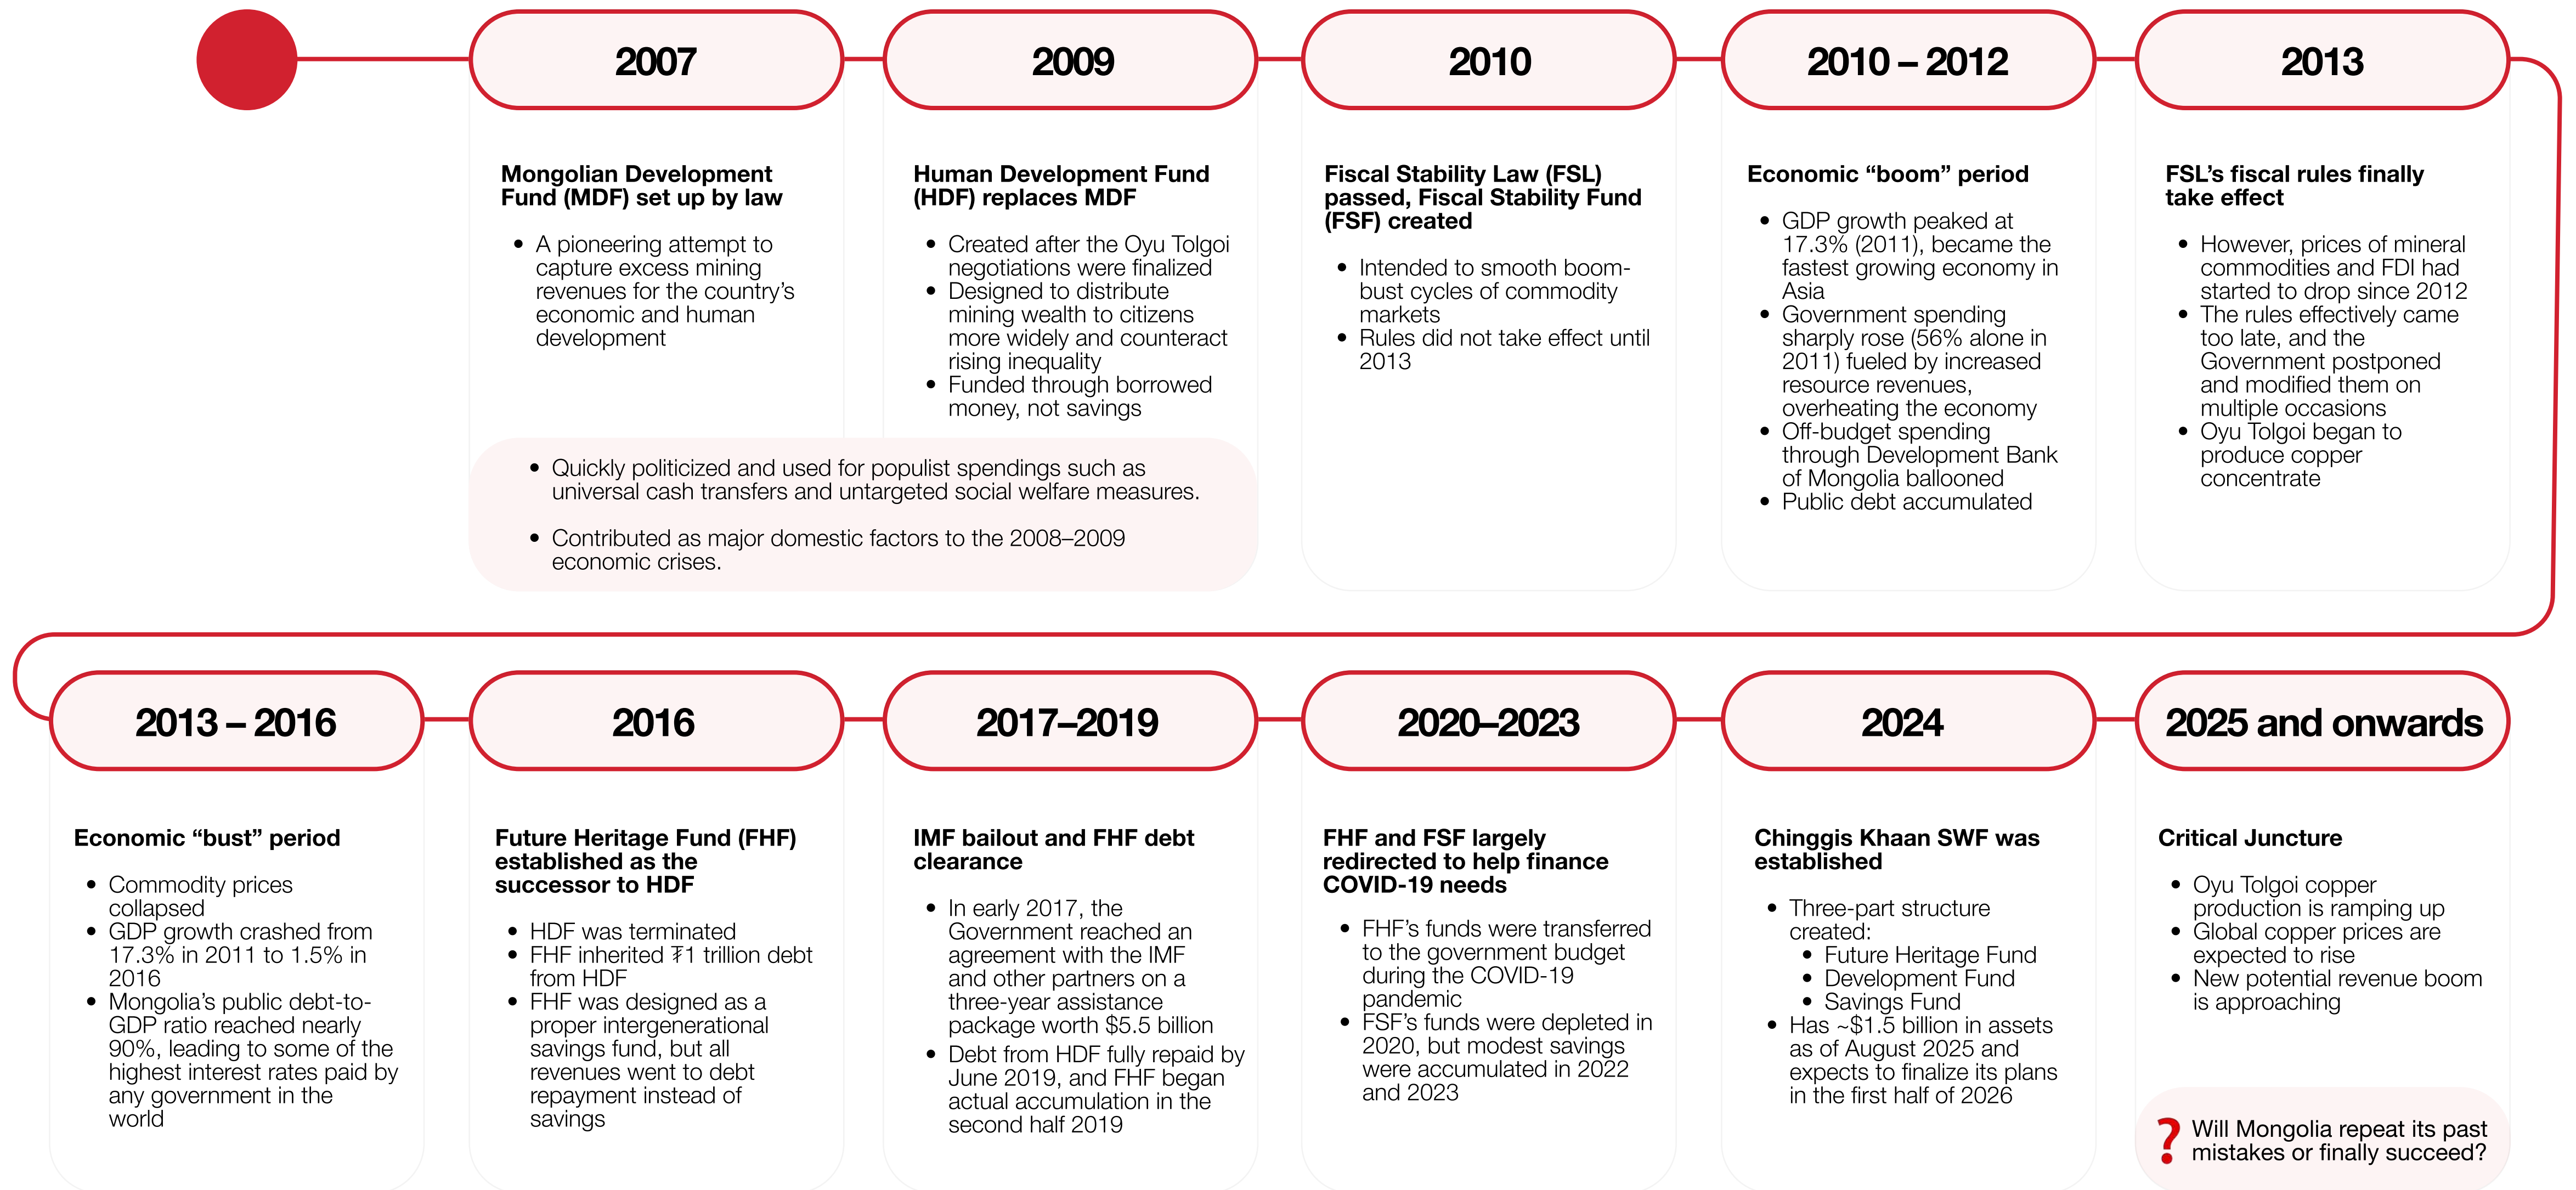 2007
Mongolian Development
Fund (MDF) set up by law
• A pioneering attempt to
capture excess mining
revenues for the country’s
economic and human
development
2009
Human Development Fund
(HDF) replaces MDF
• Created after the Oyu Tolgoi
negotiations were finalized
• Designed to distribute
mining wealth to citizens
more widely and counteract
rising inequality
• Funded through borrowed
money, not savings
• Quickly politicized and used for populist spendings such as
universal cash transfers and untargeted social welfare measures.
• Contributed as major domestic factors to the 2008–2009
economic crises.
2010
Fiscal Stability Law (FSL)
passed, Fiscal Stability Fund
(FSF) created
• Intended to smooth boom-
bust cycles of commodity
markets
• Rules did not take effect until
2013
2010 – 2012
Economic “boom” period
• GDP growth peaked at
17.3% (2011), became the
fastest growing economy in
Asia
• Government spending
sharply rose (56% alone in
2011) fueled by increased
resource revenues,
overheating the economy
• Off-budget spending
through Development Bank
of Mongolia ballooned
• Public debt accumulated
2013
FSL’s fiscal rules finally
take effect
• However, prices of mineral
commodities and FDI had
started to drop since 2012
• The rules effectively came
too late, and the
Government postponed
and modified them on
multiple occasions
• Oyu Tolgoi began to
produce copper
concentrate
2013 – 2016
Economic “bust” period
• Commodity prices
collapsed
• GDP growth crashed from
17.3% in 2011 to 1.5% in
2016
• Mongolia’s public debt-to-
GDP ratio reached nearly
90%, leading to some of the
highest interest rates paid by
any government in the
world
2016
Future Heritage Fund (FHF)
established as the
successor to HDF
• HDF was terminated
• FHF inherited ₮1 trillion debt
from HDF
• FHF was designed as a
proper intergenerational
savings fund, but all
revenues went to debt
repayment instead of
savings
2017–2019
IMF bailout and FHF debt
clearance
• In early 2017, the
Government reached an
agreement with the IMF
and other partners on a
three-year assistance
package worth $5.5 billion
• Debt from HDF fully repaid by
June 2019, and FHF began
actual accumulation in the
second half 2019
2020–2023
FHF and FSF largely
redirected to help finance
COVID-19 needs
• FHF’s funds were transferred
to the government budget
during the COVID-19
pandemic
• FSF’s funds were depleted in
2020, but modest savings
were accumulated in 2022
and 2023
2024
Chinggis Khaan SWF was
established
• Three-part structure
created:
• Future Heritage Fund
• Development Fund
• Savings Fund
• Has ~$1.5 billion in assets
as of August 2025 and
expects to finalize its plans
in the first half of 2026
2025 and onwards
Critical Juncture
• Oyu Tolgoi copper
production is ramping up
• Global copper prices are
expected to rise
• New potential revenue boom
is approaching
? Will Mongolia repeat its past
mistakes or finally succeed?